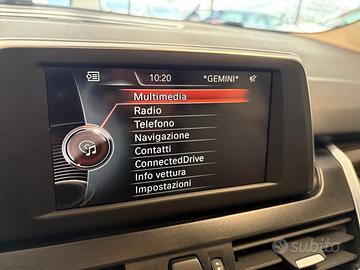 10:20 *GEMINI*
Multimedia
Radio
Telefono
Navigazione
Contatti
ConnectedDrive
Info vettura
Impostazioni
subito